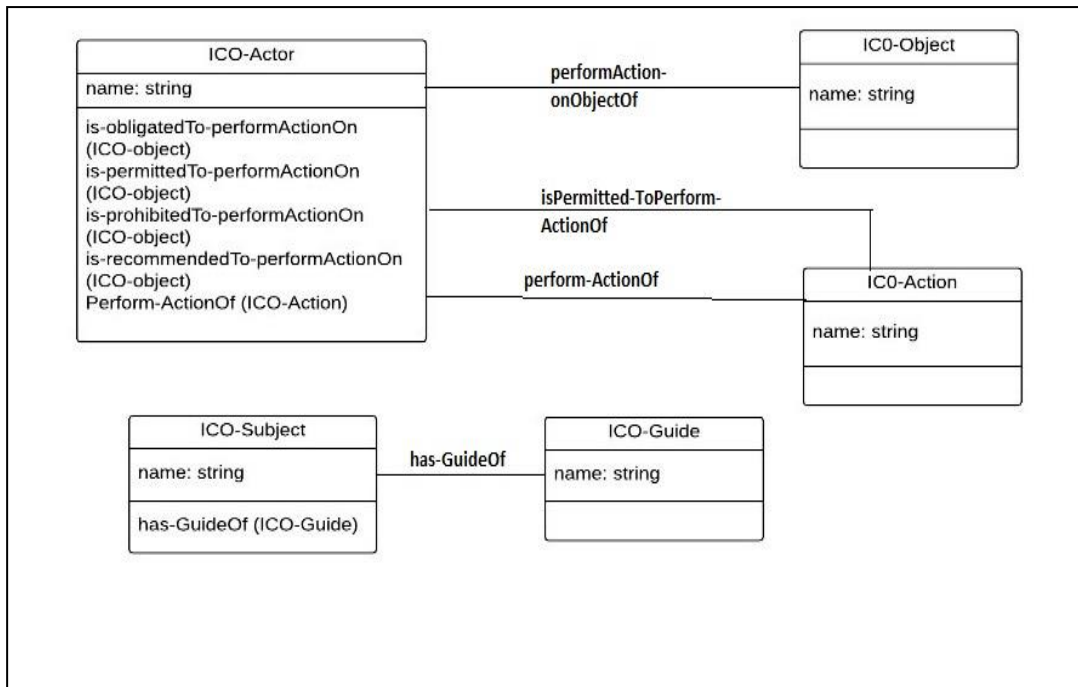 ICO-Actor
name: string
is-obligatedTo-performActionOn
(ICO-object)
is-permittedTo-performActionOn
(ICO-object)
is-prohibitedTo-performActionOn
(ICO-object)
is-recommendedTo-performActionOn
(ICO-object)
Perform-ActionOf (ICO-Action)
performAction-
onObjectOf
IC0-Object
name: string
isPermitted-ToPerform-
ActionOf
perform-ActionOf
IC0-Action
name: string
ICO-Subject
name: string
has-GuideOf (ICO-Guide)
has-GuideOf
ICO-Guide
name: string